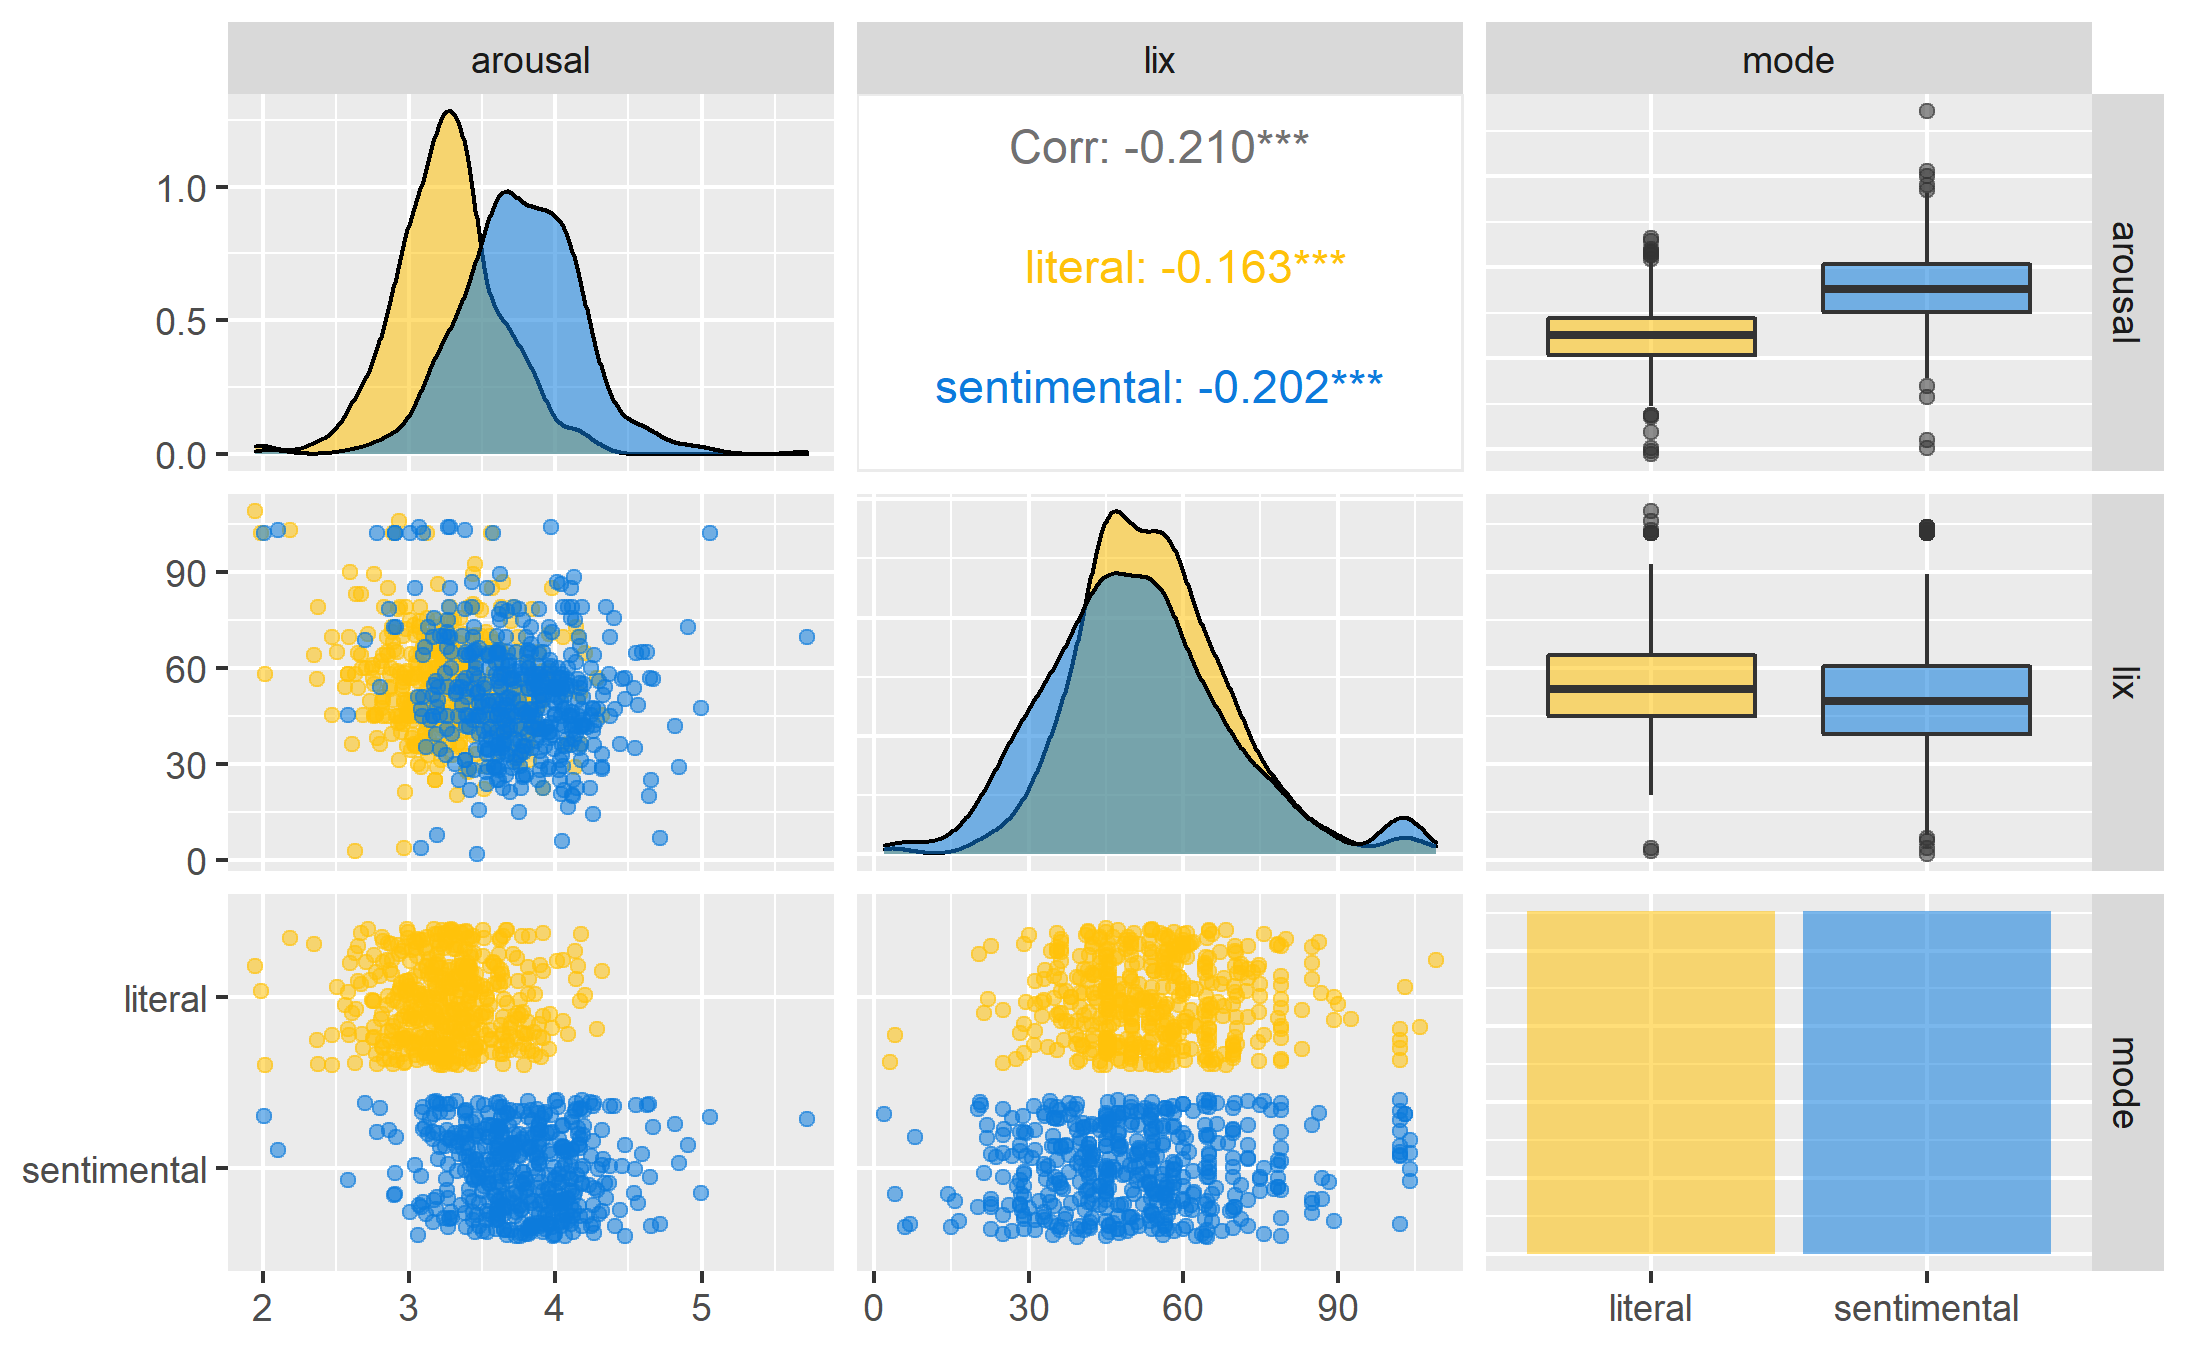 arousal
lix
mode
1.0
0.5
0.0
Corr: -0.210***
literal: -0.163***
sentimental: -0.202***
arousal
90
60
30
0
lix
literal
sentimental
mode
2 3 4 5
0 30 60 90
literal sentimental